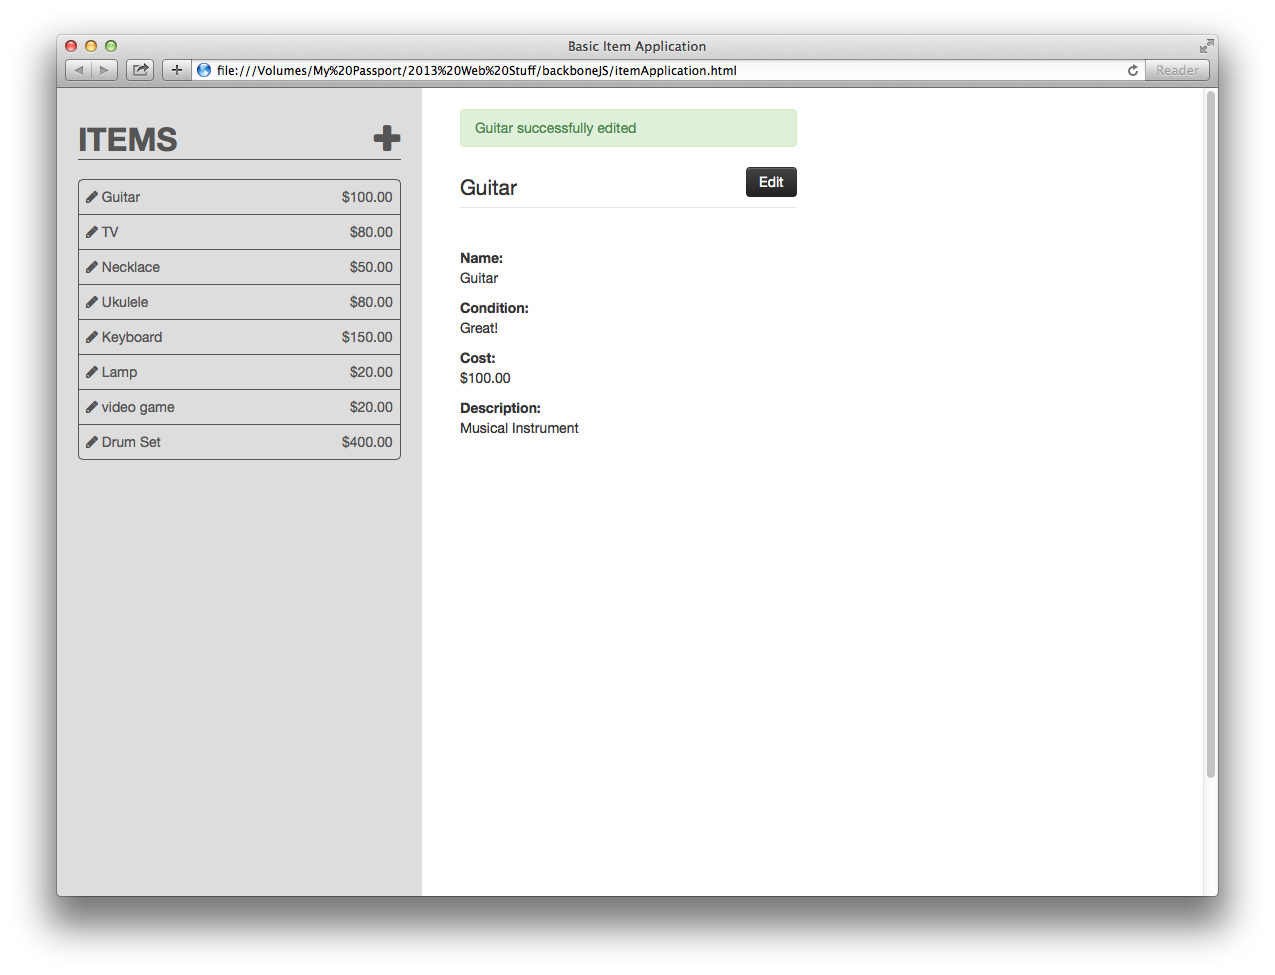 Basic Item Application
file:///Volumes/My%20Passport/2013%20Web%20Stuff/backboneJS/itemApplication.html
Reader
ITEMS
Guitar $100.00
TV $80.00
Necklace $50.00
Ukulele $80.00
Keyboard $150.00
Lamp $20.00
video game $20.00
Drum Set $400.00
Guitar successfully edited
Guitar
Edit
Name:
Guitar
Condition:
Great!
Cost:
$100.00
Description:
Musical Instrument